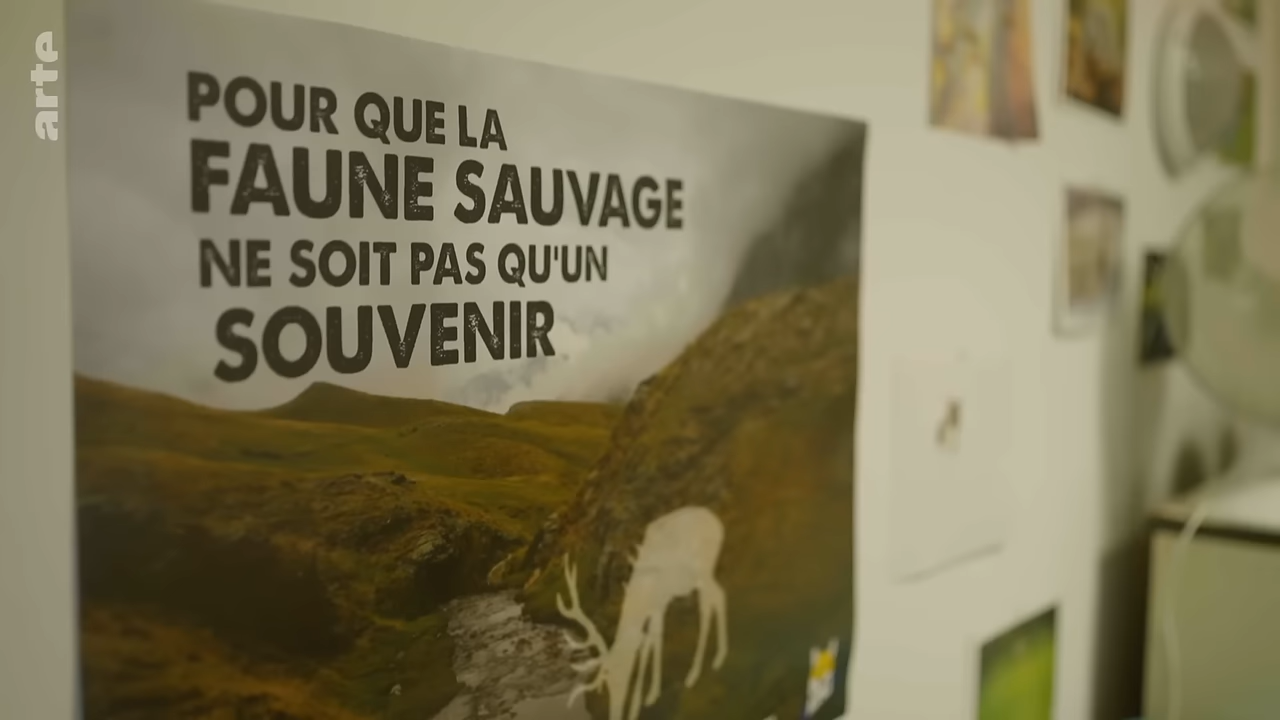 arte
POUR QUE LA
FAUNE SAUVAGE
NE SOIT PAS QU'UN
SOUVENIR